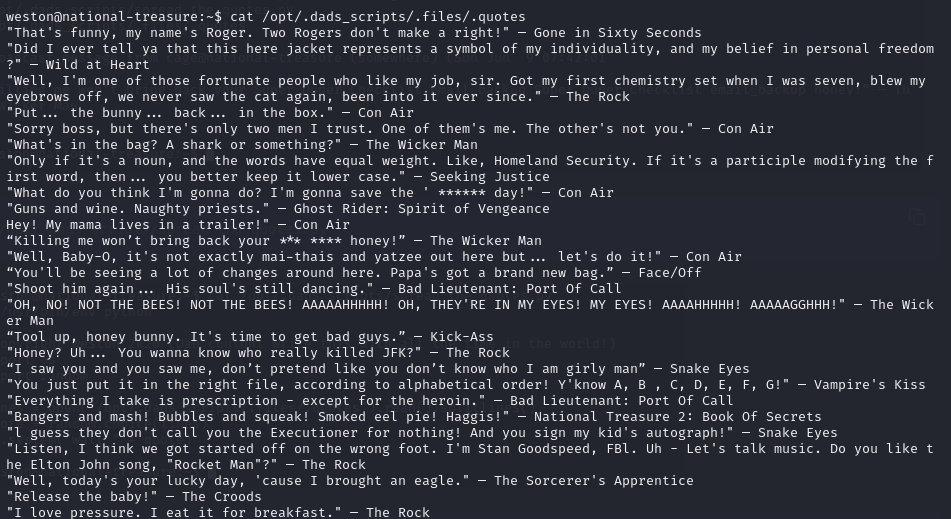 weston@national-treasure:~$ cat /opt/.dads_scripts/.files/.quotes
"That's funny, my name's Roger. Two Rogers don't make a right!" — Gone in Sixty Seconds
"Did I ever tell ya that this here jacket represents a symbol of my individuality, and my belief in personal freedom
?" — Wild at Heart
"Well, I'm one of those fortunate people who like my job, sir. Got my first chemistry set when I was seven, blew my
eyebrows off, we never saw the cat again, been into it ever since." — The Rock
"Put... the bunny... back... in the box." — Con Air
"Sorry boss, but there's only two men I trust. One of them's me. The other's not you." — Con Air
"What's in the bag? A shark or something?" — The Wicker Man
"Only if it's a noun, and the words have equal weight. Like, Homeland Security. If it's a participle modifying the f
irst word, then... you better keep it lower case." — Seeking Justice
"What do you think I'm gonna do? I'm gonna save the ' ****** day!" — Con Air
"Guns and wine. Naughty priests." — Ghost Rider: Spirit of Vengeance
Hey! My mama lives in a trailer!" — Con Air
“Killing me won’t bring back your *** **** honey!” — The Wicker Man
"Well, Baby-O, it's not exactly mai-thais and yatzee out here but... let's do it!" — Con Air
“You'll be seeing a lot of changes around here. Papa's got a brand new bag.” — Face/Off
"Shoot him again... His soul's still dancing." — Bad Lieutenant: Port Of Call
"OH, NO! NOT THE BEES! NOT THE BEES! AAAAAHHHHH! OH, THEY'RE IN MY EYES! MY EYES! AAAAHHHHH! AAAAAGGHHH!" — The Wick
er Man
“Tool up, honey bunny. It's time to get bad guys.” — Kick-Ass
"Honey? Uh... You wanna know who really killed JFK?" — The Rock
“I saw you and you saw me, don’t pretend like you don’t know who I am girly man” — Snake Eyes
"You just put it in the right file, according to alphabetical order! Y'know A, B , C, D, E, F, G!" — Vampire's Kiss
"Everything I take is prescription – except for the heroin." — Bad Lieutenant: Port Of Call
"Bangers and mash! Bubbles and squeak! Smoked eel pie! Haggis!" — National Treasure 2: Book Of Secrets
"l guess they don't call you the Executioner for nothing! And you sign my kid's autograph!" — Snake Eyes
"Listen, I think we got started off on the wrong foot. I'm Stan Goodspeed, FBl. Uh - Let's talk music. Do you like t
he Elton John song, "Rocket Man"?" — The Rock
"Well, today's your lucky day, 'cause I brought an eagle." — The Sorcerer's Apprentice
"Release the baby!" — The Croods
"I love pressure. I eat it for breakfast." — The Rock